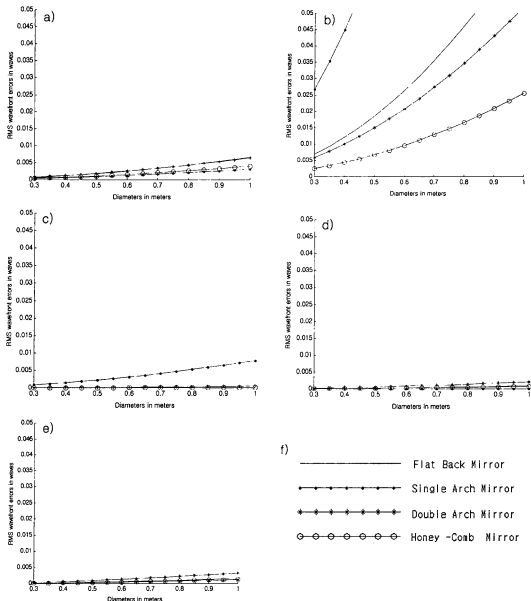 a)
RMS wavefront errors in waves
0.05
0.045
0.04
0.035
0.03
0.025
0.02
0.015
0.01
0.005
0
0.3 0.4 0.5 0.6 0.7 0.8 0.9 1
Diameters in meters
b)
RMS wavefront errors in waves
0.05
0.045
0.04
0.035
0.03
0.025
0.02
0.015
0.01
0.005
0
0.3 0.4 0.5 0.6 0.7 0.8 0.9 1
Diameters in meters
c)
RMS wavefront errors in waves
0.05
0.045
0.04
0.035
0.03
0.025
0.02
0.015
0.01
0.005
0
0.3 0.4 0.5 0.6 0.7 0.8 0.9 1
Diameters in meters
d)
RMS wavefront errors in waves
0.05
0.045
0.04
0.035
0.03
0.025
0.02
0.015
0.01
0.005
0
0.3 0.4 0.5 0.6 0.7 0.8 0.9 1
Diameters in meters
e)
RMS wavefront errors in waves
0.05
0.045
0.04
0.035
0.03
0.025
0.02
0.015
0.01
0.005
0
0.3 0.4 0.5 0.6 0.7 0.8 0.9 1
Diameters in meters
f)
Flat Back Mirror
Single Arch Mirror
Double Arch Mirror
Honey -Comb Mirror